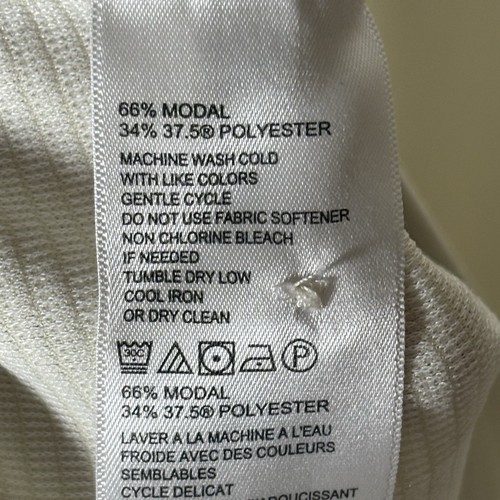 66% MODAL
34% 37.5® POLYESTER
MACHINE WASH COLD
WITH LIKE COLORS
GENTLE CYCLE
DO NOT USE FABRIC SOFTENER
NON CHLORINE BLEACH
IF NEEDED
TUMBLE DRY LOW
COOL IRON
OR DRY CLEAN
30C P
66% MODAL
34% 37.5® POLYESTER
LAVER A LA MACHINE A L'EAU
FROIDE AVEC DES COULEURS
SEMBLABLES
CYCLE DELICAT